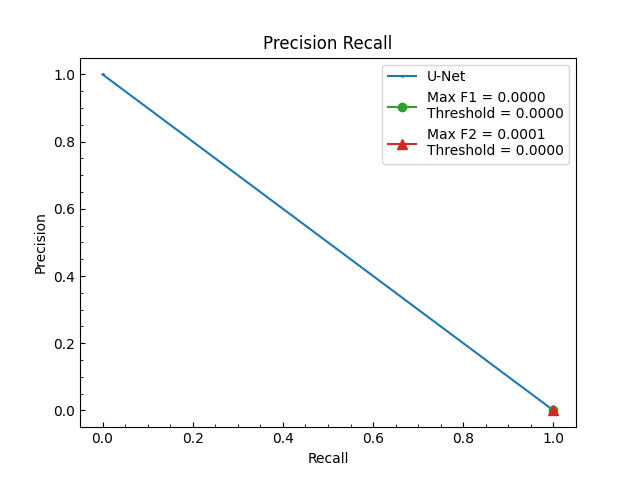 Precision Recall
1.0
0.8
0.6
0.4
0.2
0.0
Precision
U-Net
Max F1 = 0.0000
Threshold = 0.0000
Max F2 = 0.0001
Threshold = 0.0000
0.0 0.2 0.4 0.6 0.8 1.0
Recall